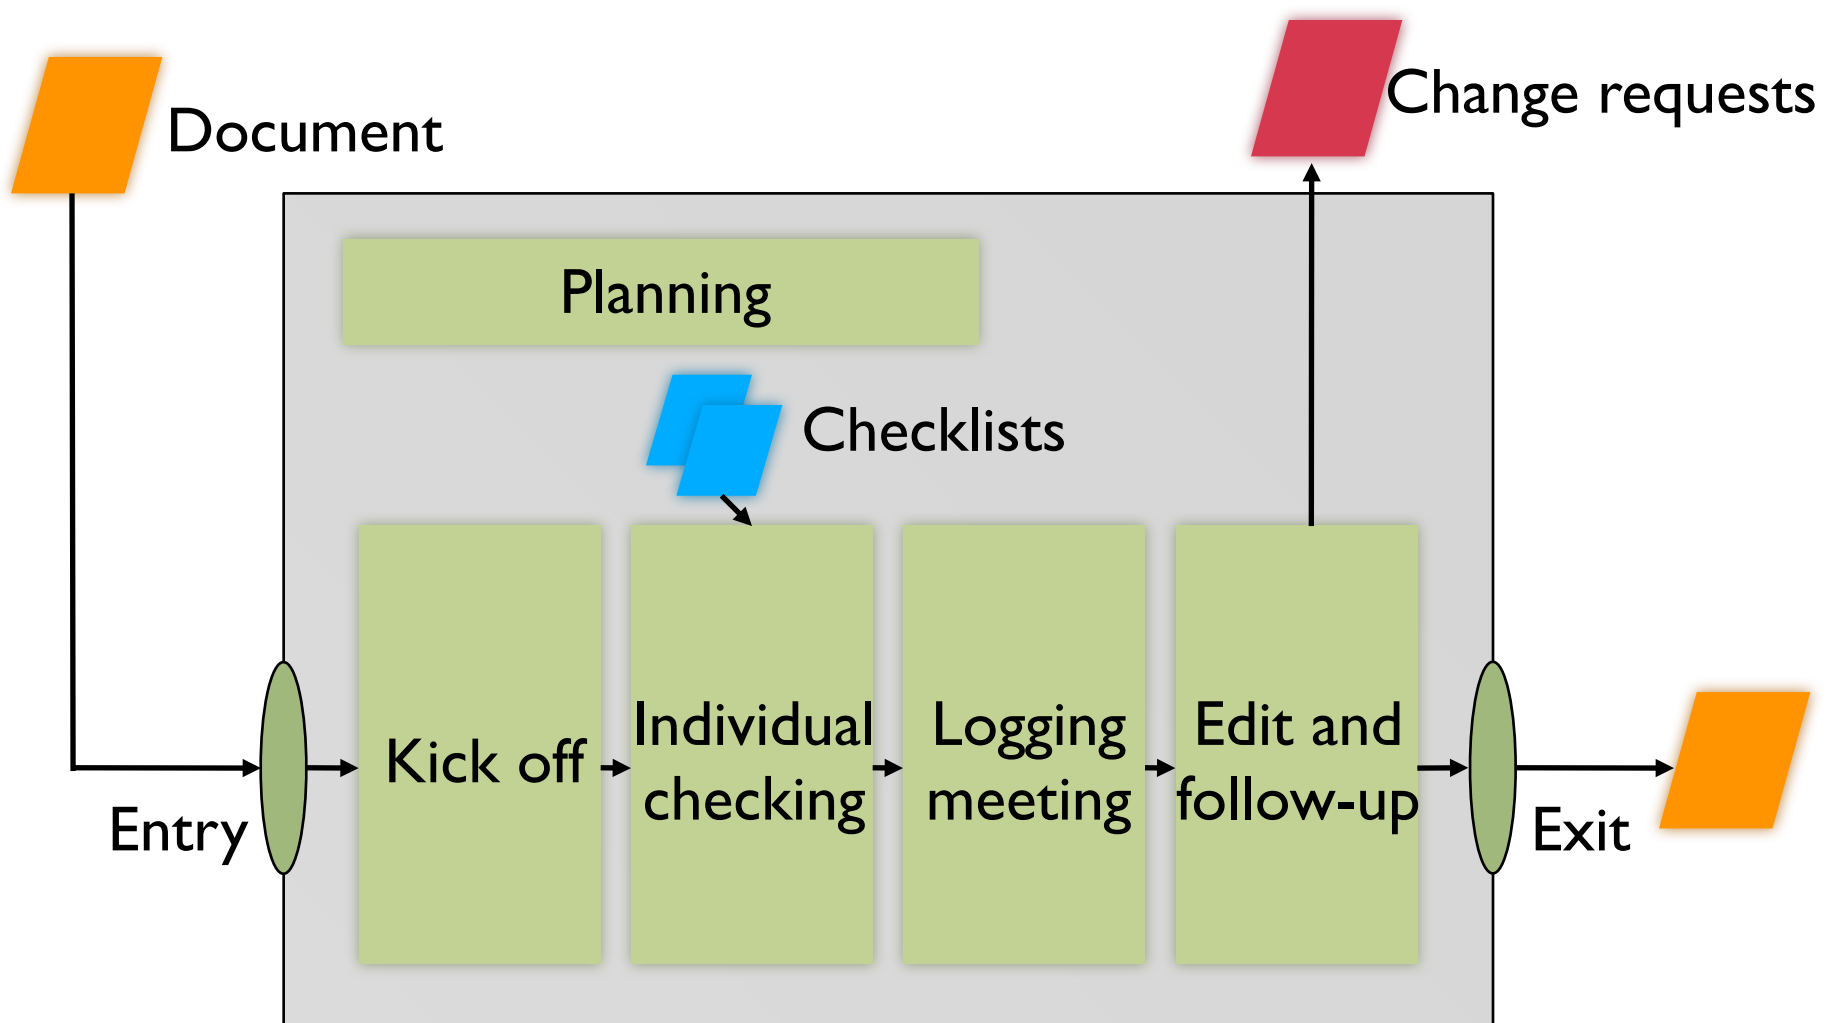 Document
Change requests
Planning
Checklists
Kick off
Individual
checking
Logging
meeting
Edit and
follow-up
Entry
Exit